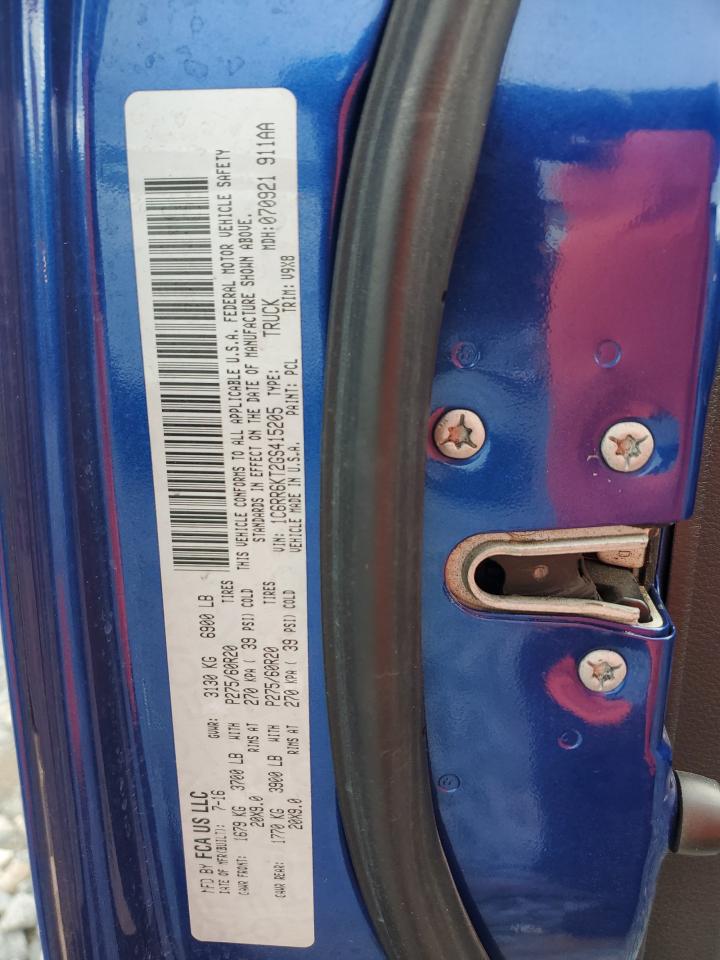 MFD BY FCA US LLC
DATE OF MFR(BUILT): 7-16 GVWR: 3130 KG 6900 LB
GAWR FRONT: 1679 KG 3700 LB WITH P275/60R20 TIRES
20X9.0 RIMS AT 270 KPA ( 39 PSI) COLD
GAWR REAR: 1770 KG 3900 LB WITH P275/60R20 TIRES
20X9.0 RIMS AT 270 KPA ( 39 PSI) COLD
THIS VEHICLE CONFORMS TO ALL APPLICABLE U.S.A. FEDERAL MOTOR VEHICLE SAFETY
STANDARDS IN EFFECT ON THE DATE OF MANUFACTURE SHOWN ABOVE.
VIN: 1C6RR6KT2GS415205 TYPE: TRUCK MDH:070921 911AA
VEHICLE MADE IN U.S.A. PAINT: PCL TRIM: V9X8